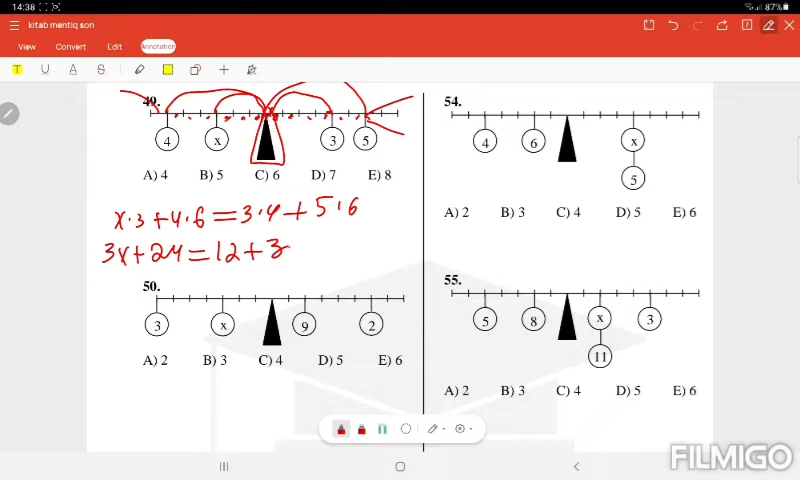 14:38 87%
kitab mentiq son
View Convert Edit Annotation
T U A S
49.
4 x 3 5
A) 4 B) 5 C) 6 D) 7 E) 8
x·3+4·6=3·4+5·6
3x+24=12+3
50.
3 x 9 2
A) 2 B) 3 C) 4 D) 5 E) 6
54.
4 6 x
5
A) 2 B) 3 C) 4 D) 5 E) 6
55.
5 8 x 3
11
A) 2 B) 3 C) 4 D) 5 E) 6
FILMIGO